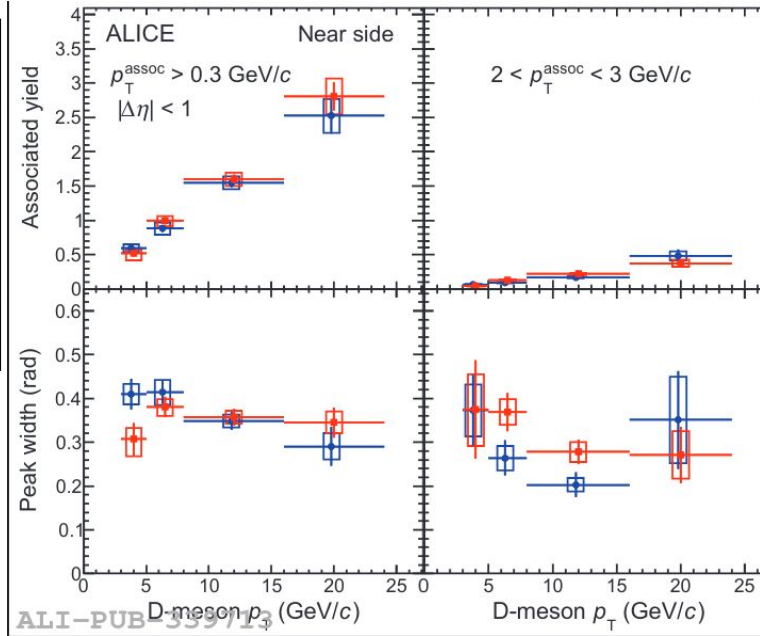 ALICE Near side
p_T^assoc > 0.3 GeV/c
|Δη| < 1
2 < p_T^assoc < 3 GeV/c
Associated yield
4
3.5
3
2.5
2
1.5
1
0.5
0
Peak width (rad)
0.6
0.5
0.4
0.3
0.2
0.1
0
0 5 10 15 20 25
0 5 10 15 20 25
D-meson p_T (GeV/c)
D-meson p_T (GeV/c)
ALI-PUB-339713